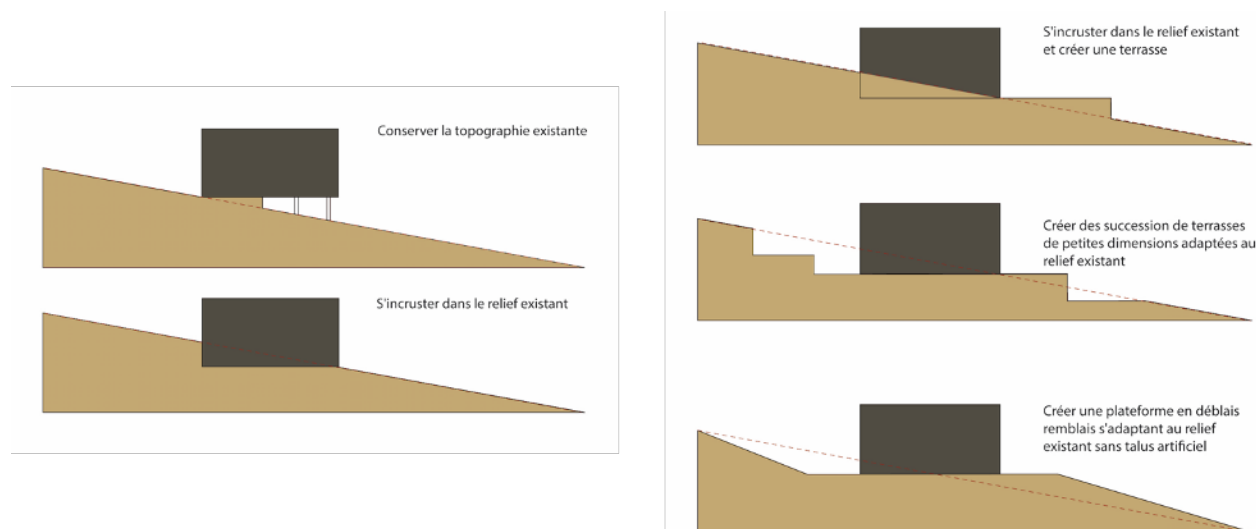 Conserver la topographie existante
S'incruster dans le relief existant
S'incruster dans le relief existant
et créer une terrasse
Créer des succession de terrasses
de petites dimensions adaptées au
relief existant
Créer une plateforme en déblais
remblais s'adaptant au relief
existant sans talus artificiel